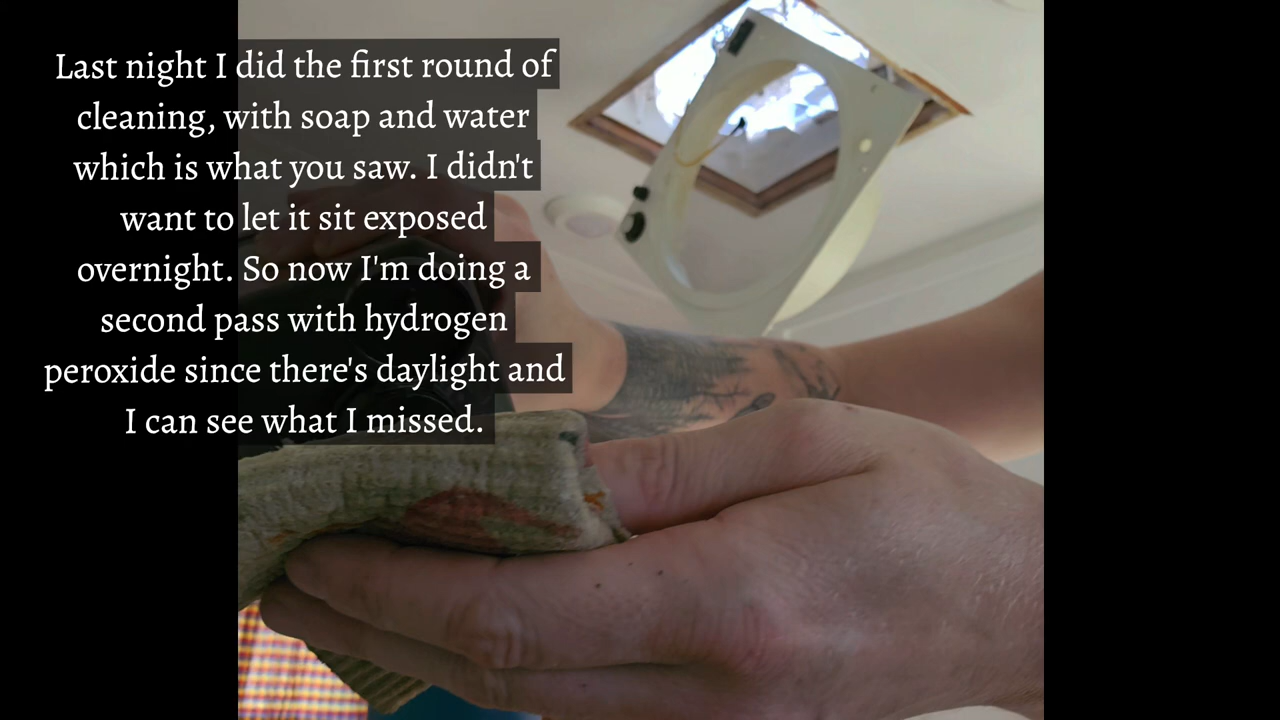 Last night I did the first round of
cleaning, with soap and water
which is what you saw. I didn't
want to let it sit exposed
overnight. So now I'm doing a
second pass with hydrogen
peroxide since there's daylight and
I can see what I missed.